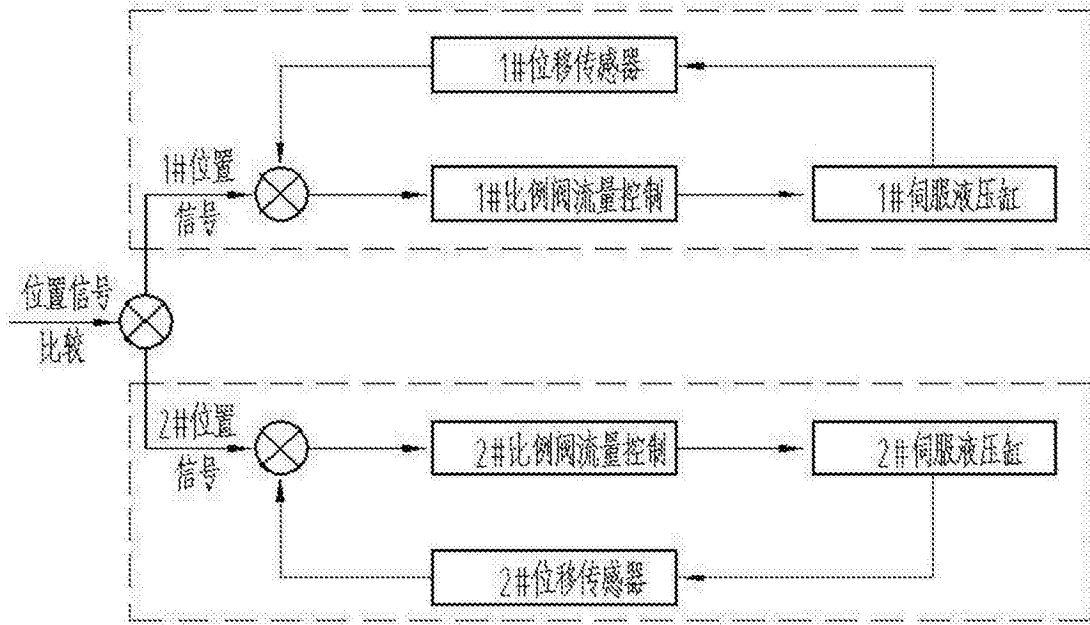 1#位移传感器
1#位置
信号
1#比例阀流量控制
1#伺服液压缸
位置信号
比较
2#位置
信号
2#比例阀流量控制
2#伺服液压缸
2#位移传感器